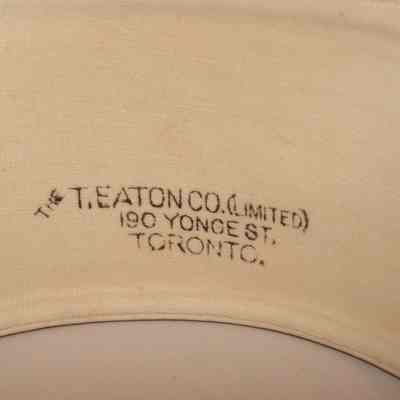 THE T. EATON CO. (LIMITED)
190 YONGE ST.
TORONTO.